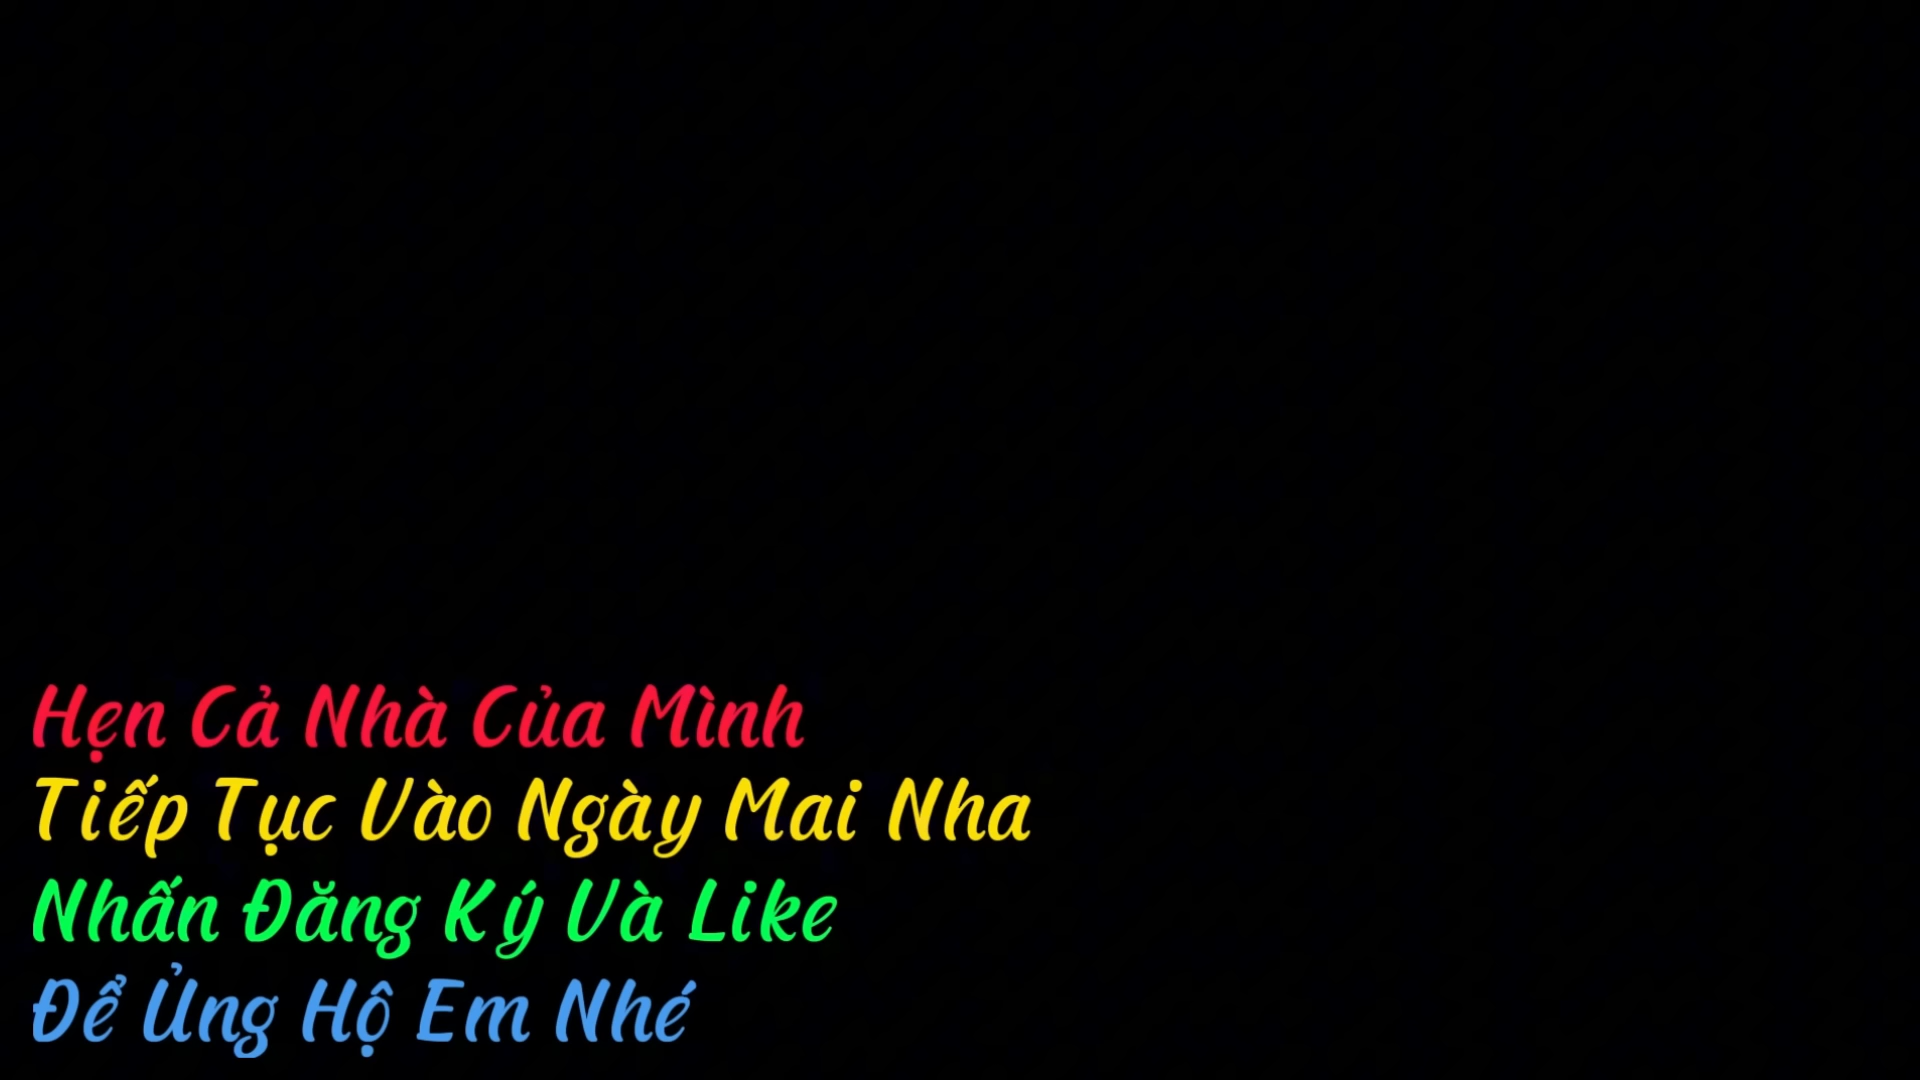 Hẹn Cả Nhà Của Mình
Tiếp Tục Vào Ngày Mai Nha
Nhấn Đăng Ký Và Like
Để Ủng Hộ Em Nhé